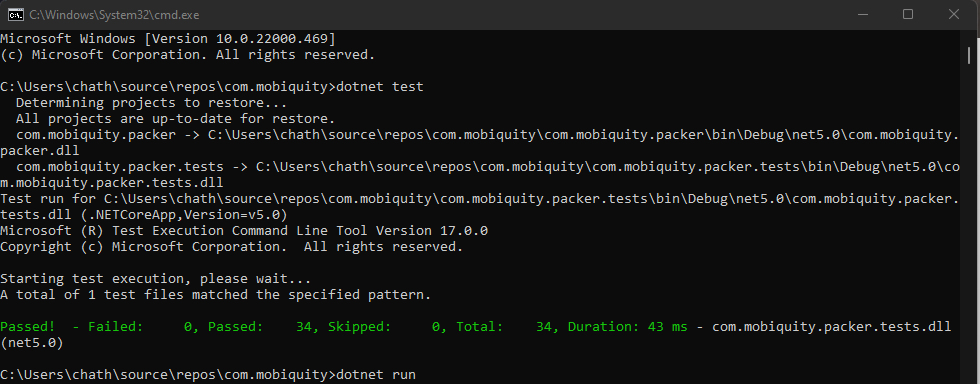 C:\Windows\System32\cmd.exe
Microsoft Windows [Version 10.0.22000.469]
(c) Microsoft Corporation. All rights reserved.
C:\Users\chath\source\repos\com.mobiquity>dotnet test
  Determining projects to restore...
  All projects are up-to-date for restore.
  com.mobiquity.packer -> C:\Users\chath\source\repos\com.mobiquity\com.mobiquity.packer\bin\Debug\net5.0\com.mobiquity.
packer.dll
  com.mobiquity.packer.tests -> C:\Users\chath\source\repos\com.mobiquity\com.mobiquity.packer.tests\bin\Debug\net5.0\co
m.mobiquity.packer.tests.dll
Test run for C:\Users\chath\source\repos\com.mobiquity\com.mobiquity.packer.tests\bin\Debug\net5.0\com.mobiquity.packer.
tests.dll (.NETCoreApp,Version=v5.0)
Microsoft (R) Test Execution Command Line Tool Version 17.0.0
Copyright (c) Microsoft Corporation.  All rights reserved.
Starting test execution, please wait...
A total of 1 test files matched the specified pattern.
Passed!  - Failed:     0, Passed:    34, Skipped:     0, Total:    34, Duration: 43 ms - com.mobiquity.packer.tests.dll
(net5.0)
C:\Users\chath\source\repos\com.mobiquity>dotnet run